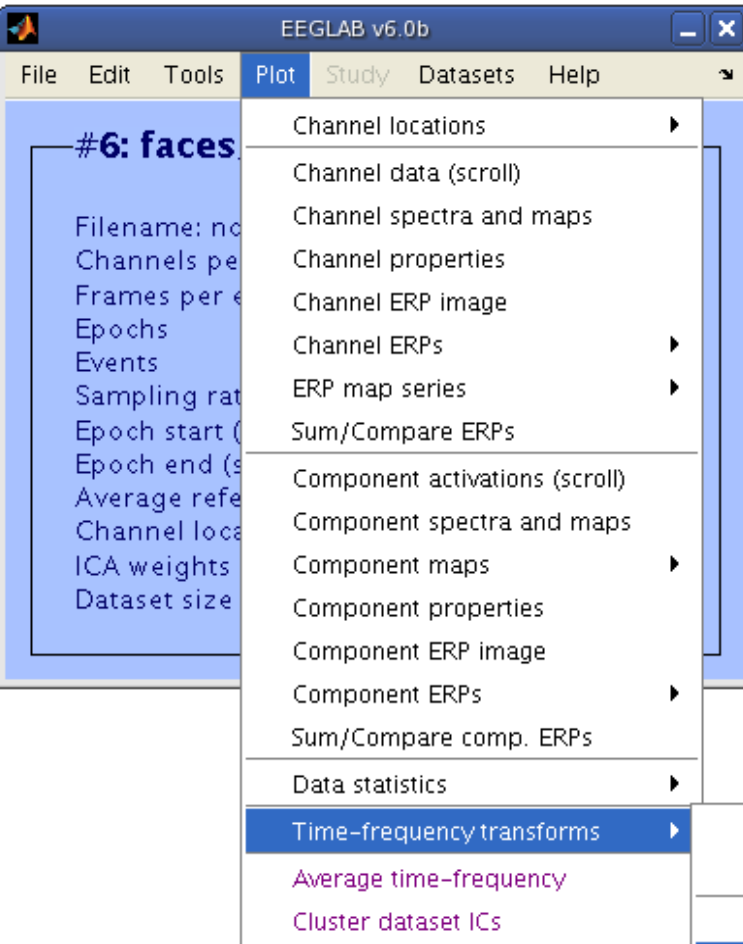 EEGLAB v6.0b
File Edit Tools Plot Study Datasets Help
#6: faces_
Filename: no
Channels pe
Frames per e
Epochs
Events
Sampling rat
Epoch start (
Epoch end (s
Average refe
Channel loca
ICA weights
Dataset size
Channel locations
Channel data (scroll)
Channel spectra and maps
Channel properties
Channel ERP image
Channel ERPs
ERP map series
Sum/Compare ERPs
Component activations (scroll)
Component spectra and maps
Component maps
Component properties
Component ERP image
Component ERPs
Sum/Compare comp. ERPs
Data statistics
Time-frequency transforms
Average time-frequency
Cluster dataset ICs